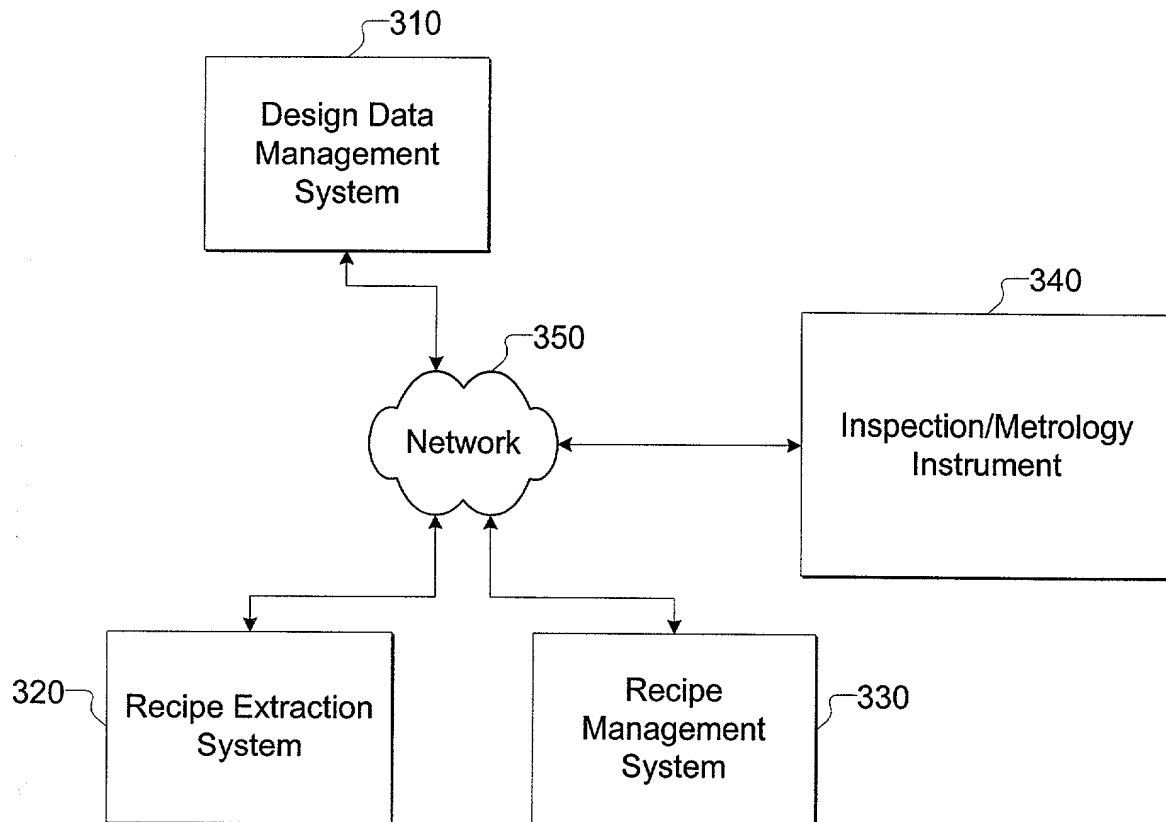 310
Design Data
Management
System
340
350
Network
Inspection/Metrology
Instrument
320
Recipe Extraction
System
Recipe
Management
System
330